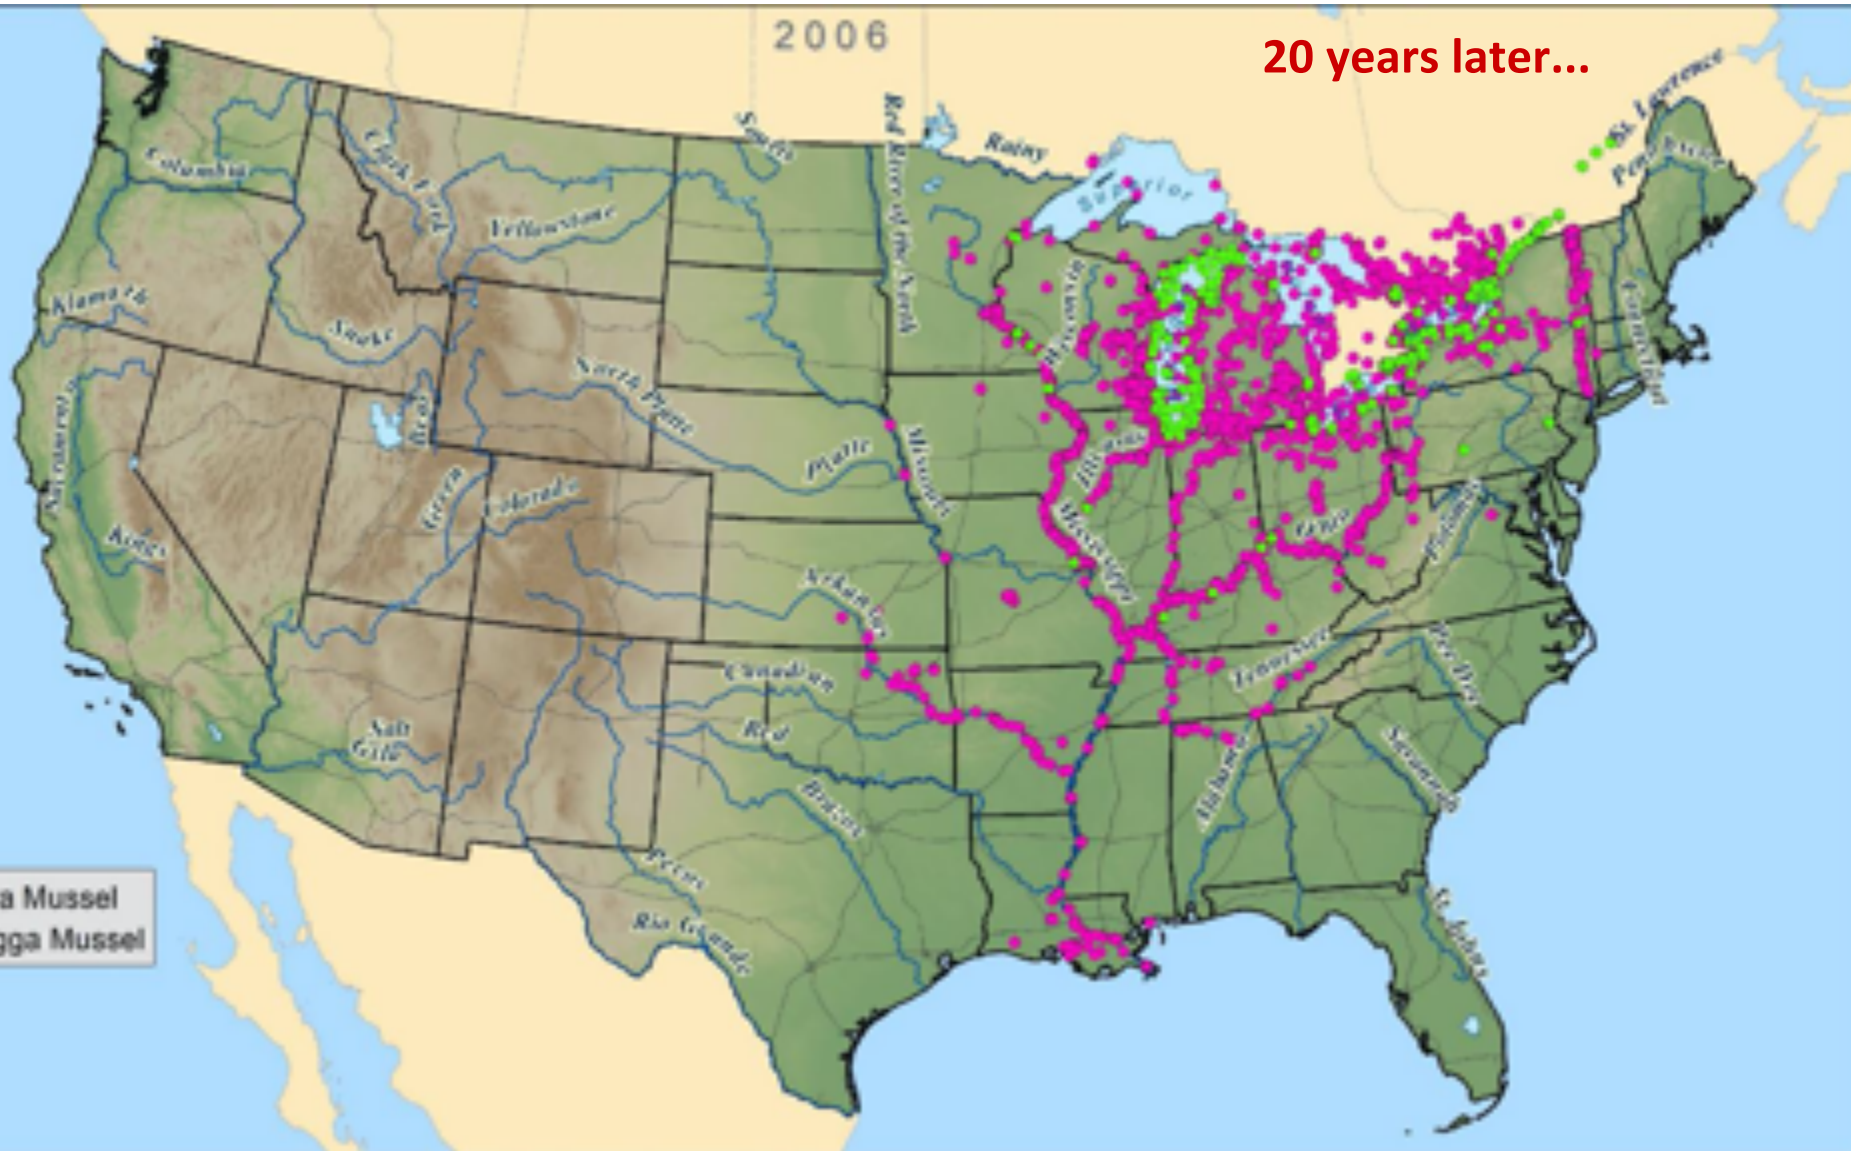 2006
20 years later...
St. Lawrence
Penobscot
Souris
Red River of the North
Rainy
Superior
Columbia
Clark Fork
Yellowstone
Wisconsin
Klamath
Snake
Connecticut
North Platte
Sacramento
Bear
Missouri
Platte
Illinois
Green
Colorado
Mississippi
Ohio
Potomac
Kings
Arkansas
Tennessee
Pee Dee
Canadian
Salt
Gila
Red
Savannah
Alabama
Brazos
Pecos
a Mussel
gga Mussel
Rio Grande
St. Johns